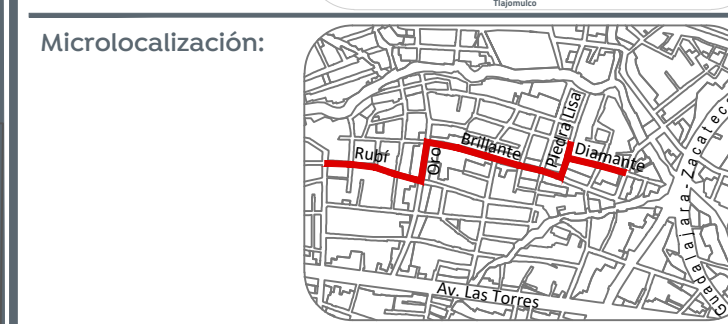 Tlajomulco
Microlocalización:
Piedra Lisa
Brillante
Diamante
Rubí
Oro
Guadalajara-Zacatec
Av. Las Torres